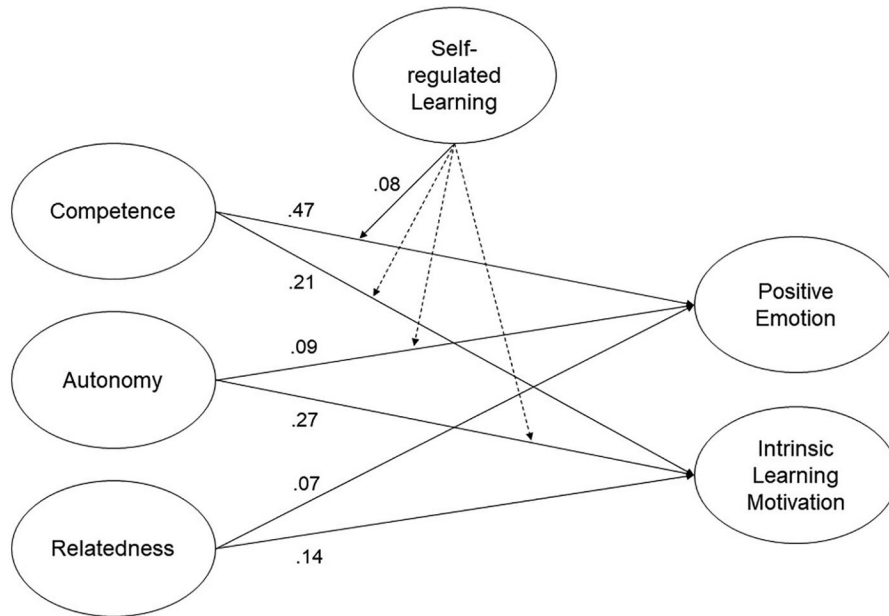 Self-
regulated
Learning
.08
Competence
.47
.21
Positive
Emotion
Autonomy
.09
.27
Intrinsic
Learning
Motivation
.07
Relatedness
.14